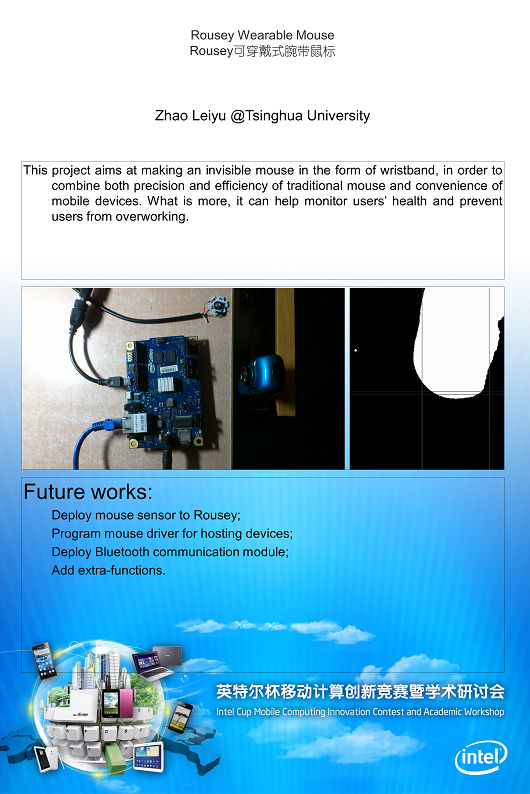 Rousey Wearable Mouse
Rousey可穿戴式腕带鼠标
Zhao Leiyu @Tsinghua University
This project aims at making an invisible mouse in the form of wristband, in order to
combine both precision and efficiency of traditional mouse and convenience of
mobile devices. What is more, it can help monitor users' health and prevent
users from overworking.
Future works:
Deploy mouse sensor to Rousey;
Program mouse driver for hosting devices;
Deploy Bluetooth communication module;
Add extra-functions.
英特尔杯移动计算创新竞赛暨学术研讨会
Intel Cup Mobile Computing Innovation Contest and Academic Workshop
intel